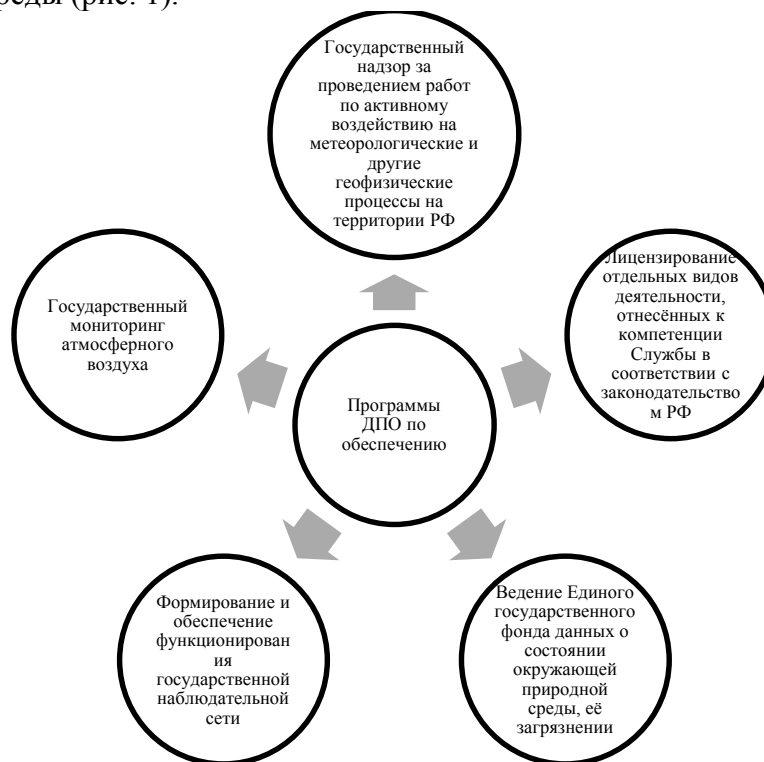 реды (рис. 1).
Государственный
надзор за
проведением работ
по активному
воздействию на
метеорологические и
другие
геофизические
процессы на
территории РФ
Государственный
мониторинг
атмосферного
воздуха
Лицензирование
отдельных видов
деятельности,
отнесённых к
компетенции
Службы в
соответствии с
законодательство
м РФ
Программы
ДПО по
обеспечению
Формирование и
обеспечение
функционирован
ия
государственной
наблюдательной
сети
Ведение Единого
государственного
фонда данных о
состоянии
окружающей
природной
среды, её
загрязнении